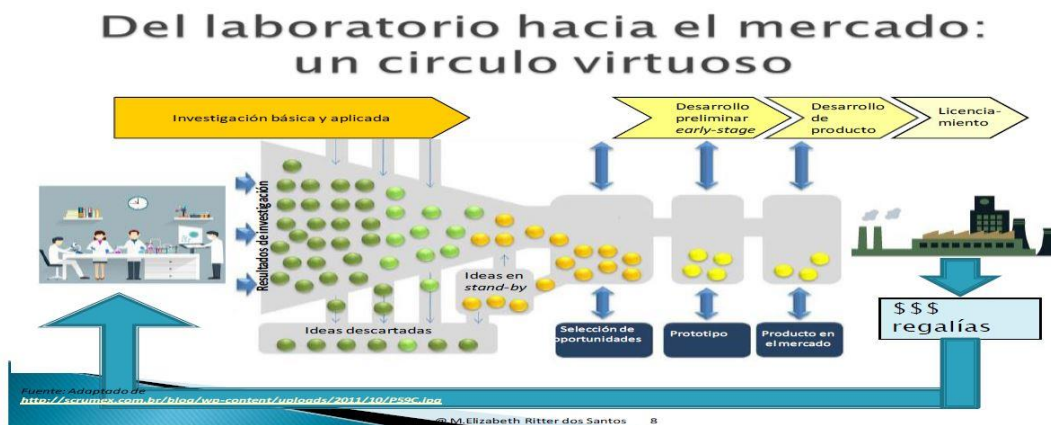 Del laboratorio hacia el mercado:
un circulo virtuoso
Investigación básica y aplicada
Desarrollo
preliminar
early-stage
Desarrollo
de
producto
Licencia-
miento
Resultados de investigación
Ideas en
stand-by
Ideas descartadas
Selección de
oportunidades
Prototipo
Producto en
el mercado
$ $ $
regalías
Fuente: Adaptado de
http://scrumex.com.br/blog/wp-content/uploads/2011/10/PS9C.jpg
@ M.Elizabeth Ritter dos Santos 8